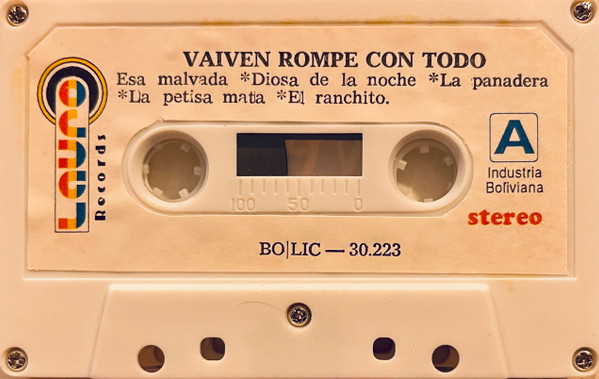 VAIVEN ROMPE CON TODO
Esa malvada *Diosa de la noche *La panadera
*La petisa mata *El ranchito.
LAURO
Records
A
Industria
Boliviana
100 50 0
stereo
BO|LIC — 30.223